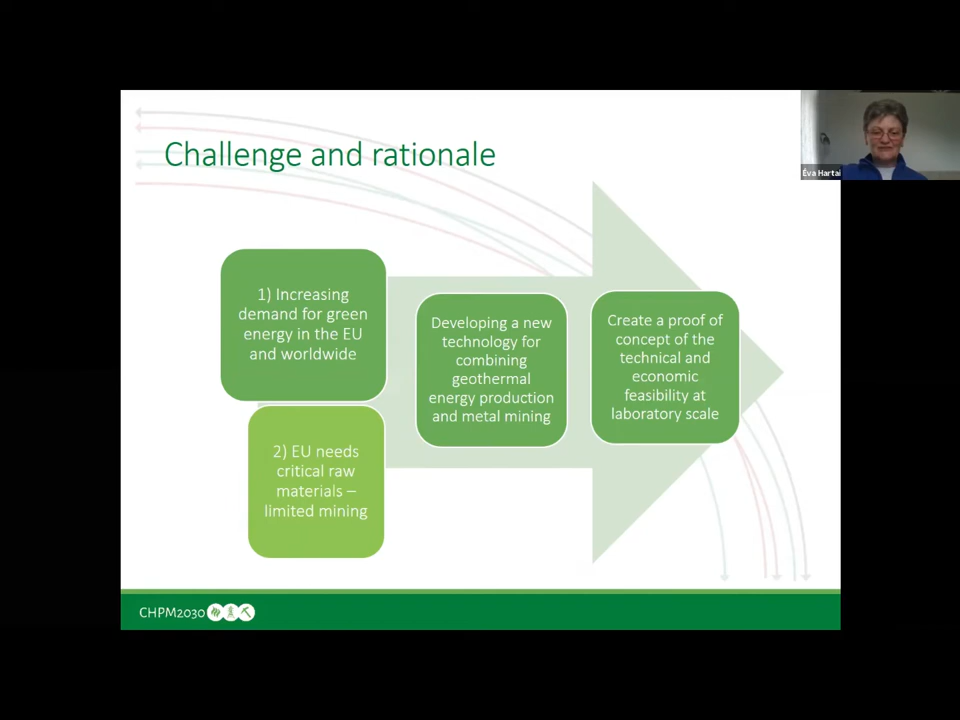 Challenge and rationale
Éva Hartai
1) Increasing
demand for green
energy in the EU
and worldwide
2) EU needs
critical raw
materials –
limited mining
Developing a new
technology for
combining
geothermal
energy production
and metal mining
Create a proof of
concept of the
technical and
economic
feasibility at
laboratory scale
CHPM2030